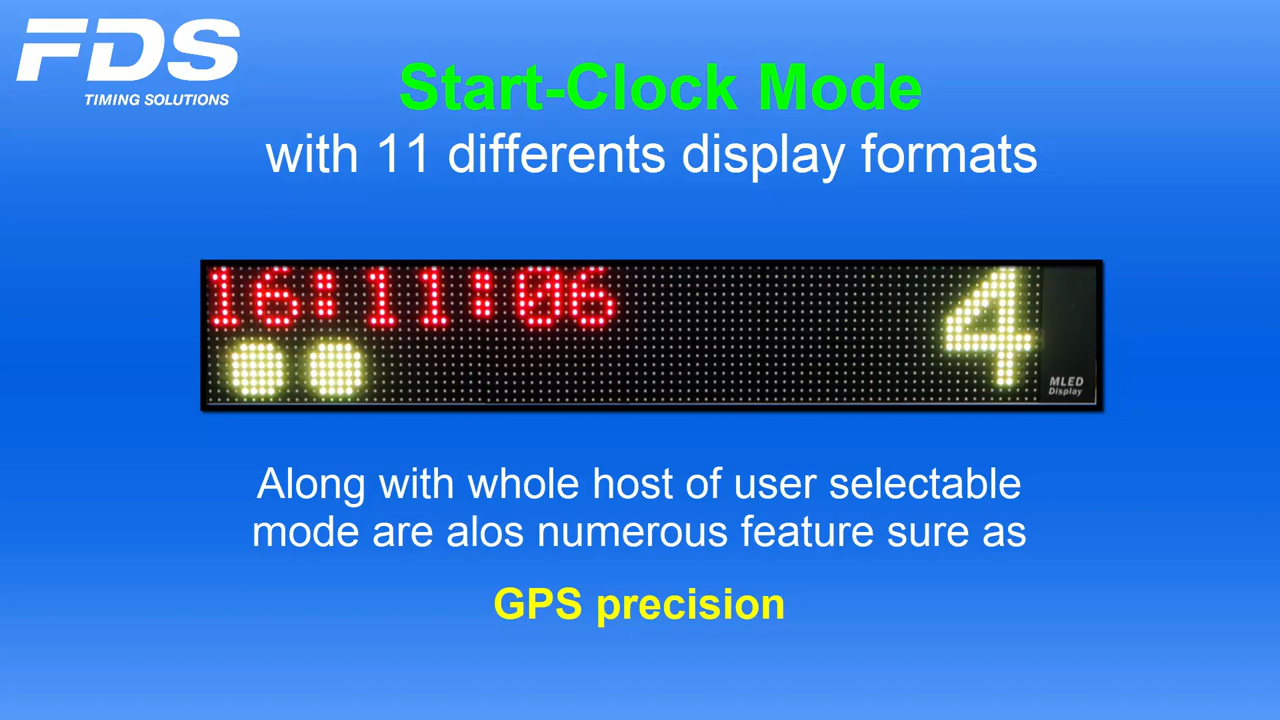 FDS
TIMING SOLUTIONS
Start-Clock Mode
with 11 differents display formats
16:11:06
4
MLED
Display
Along with whole host of user selectable
mode are alos numerous feature sure as
GPS precision